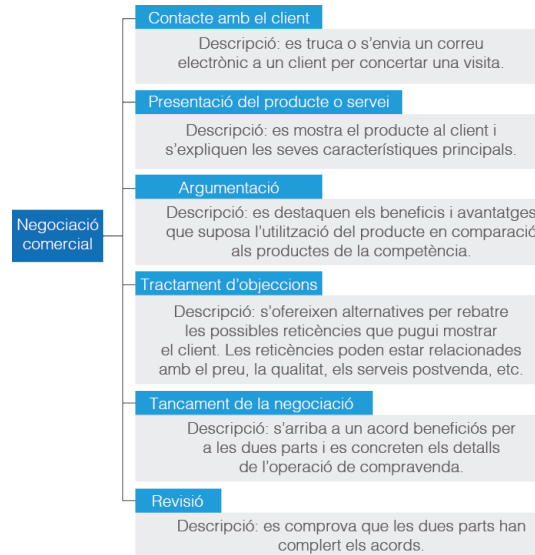 Contacte amb el client
Descripció: es truca o s'envia un correu
electrònic a un client per concertar una visita.
Presentació del producte o servei
Descripció: es mostra el producte al client i
s'expliquen les seves característiques principals.
Argumentació
Descripció: es destaquen els beneficis i avantatges
que suposa l'utilització del producte en comparació
als productes de la competència.
Negociació
comercial
Tractament d'objeccions
Descripció: s'ofereixen alternatives per rebatre
les possibles reticències que pugui mostrar
el client. Les reticències poden estar relacionades
amb el preu, la qualitat, els serveis postvenda, etc.
Tancament de la negociació
Descripció: s'arriba a un acord beneficiós per
a les dues parts i es concreten els detalls
de l'operació de compravenda.
Revisió
Descripció: es comprova que les dues parts han
complert els acords.